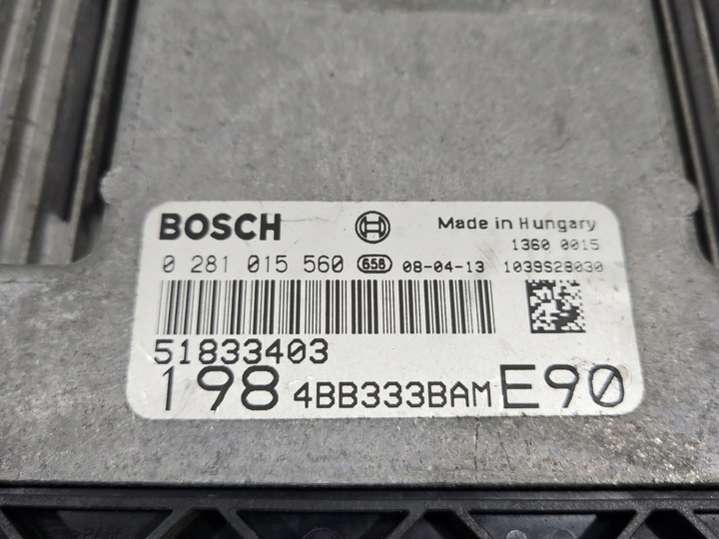 BOSCH Made in Hungary
1360 0015
0 281 015 560 658 08-04-13 1039S28030
51833403
198 4BB333BAM E90